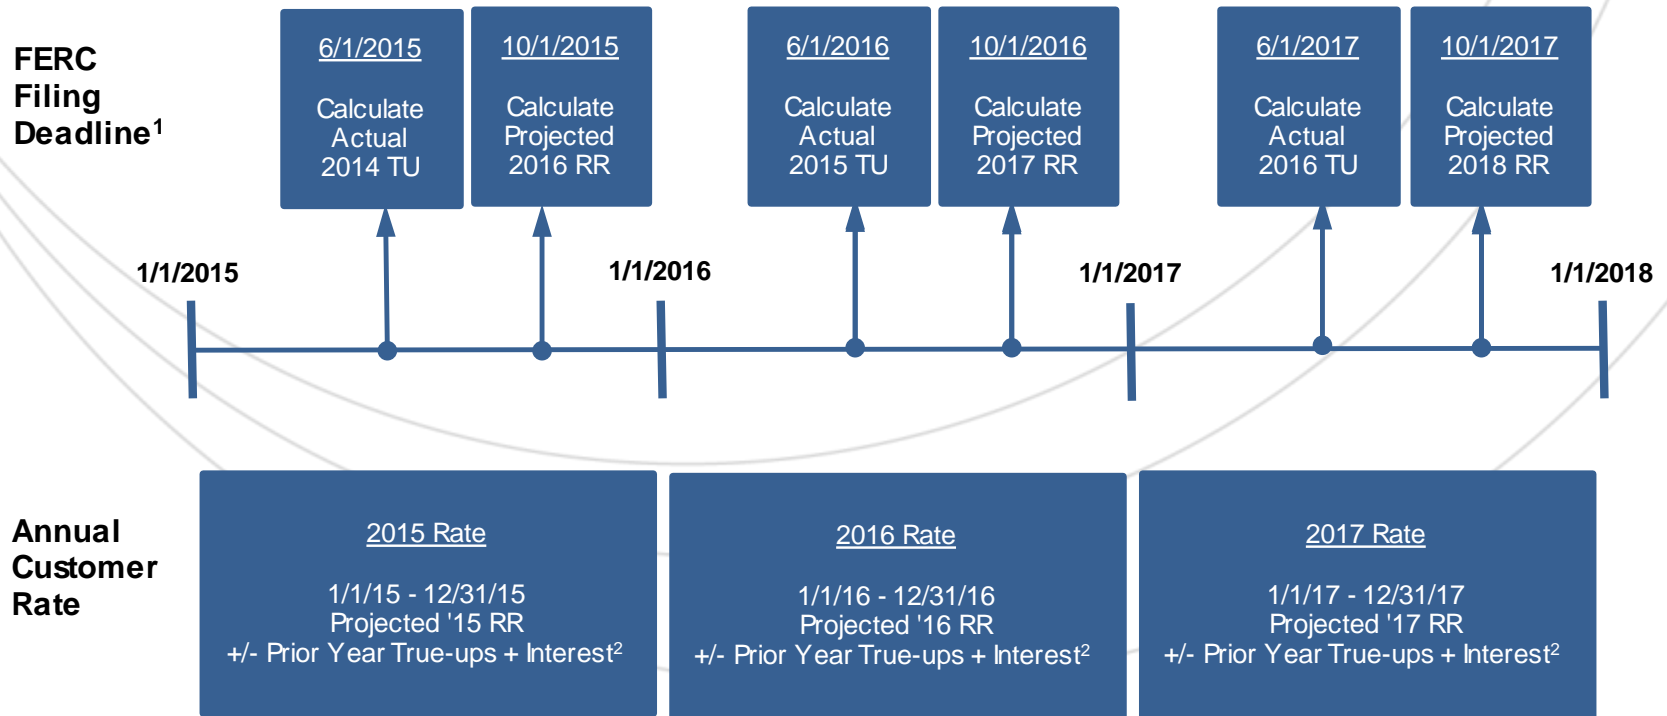 FERC
Filing
Deadline¹
6/1/2015
Calculate
Actual
2014 TU
10/1/2015
Calculate
Projected
2016 RR
6/1/2016
Calculate
Actual
2015 TU
10/1/2016
Calculate
Projected
2017 RR
6/1/2017
Calculate
Actual
2016 TU
10/1/2017
Calculate
Projected
2018 RR
1/1/2015
1/1/2016
1/1/2017
1/1/2018
Annual
Customer
Rate
2015 Rate
1/1/15 - 12/31/15
Projected '15 RR
+/- Prior Year True-ups + Interest²
2016 Rate
1/1/16 - 12/31/16
Projected '16 RR
+/- Prior Year True-ups + Interest²
2017 Rate
1/1/17 - 12/31/17
Projected '17 RR
+/- Prior Year True-ups + Interest²